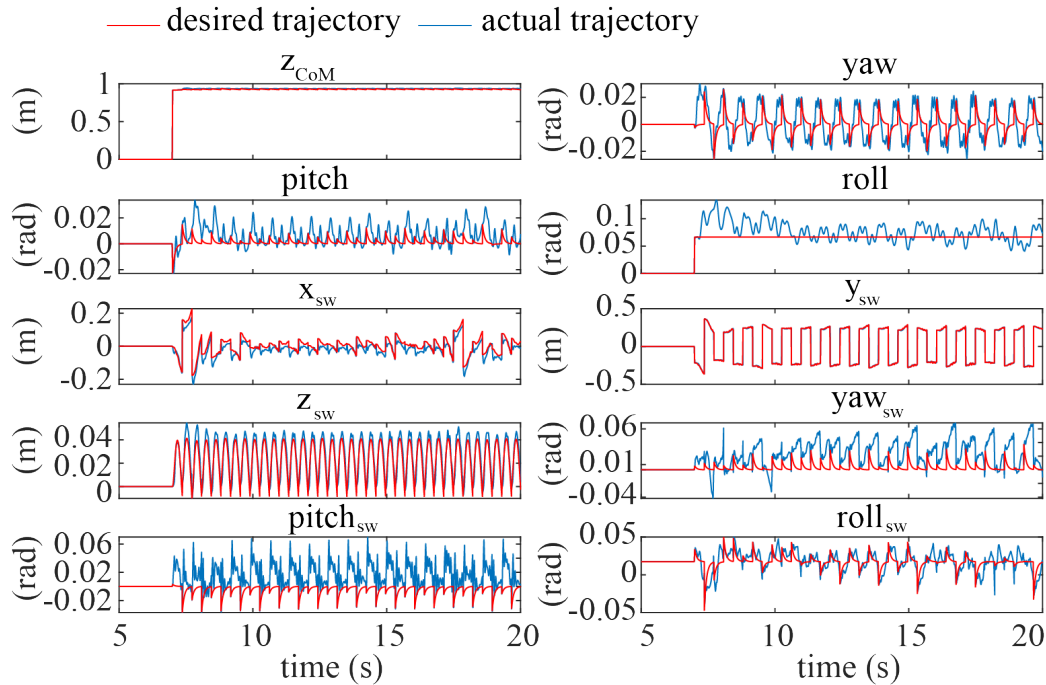 desired trajectory actual trajectory
z_CoM
(m)
1
0.5
0
yaw
(rad)
0.02
0
-0.02
pitch
(rad)
0.02
0
-0.02
roll
(rad)
0.1
0.05
0
x_sw
(m)
0.2
0
-0.2
y_sw
(m)
0.5
0
-0.5
z_sw
(m)
0.04
0.02
0
yaw_sw
(rad)
0.06
0.01
-0.04
pitch_sw
(rad)
0.06
0.02
-0.02
5 10 15 20
time (s)
roll_sw
(rad)
0.05
0
-0.05
5 10 15 20
time (s)